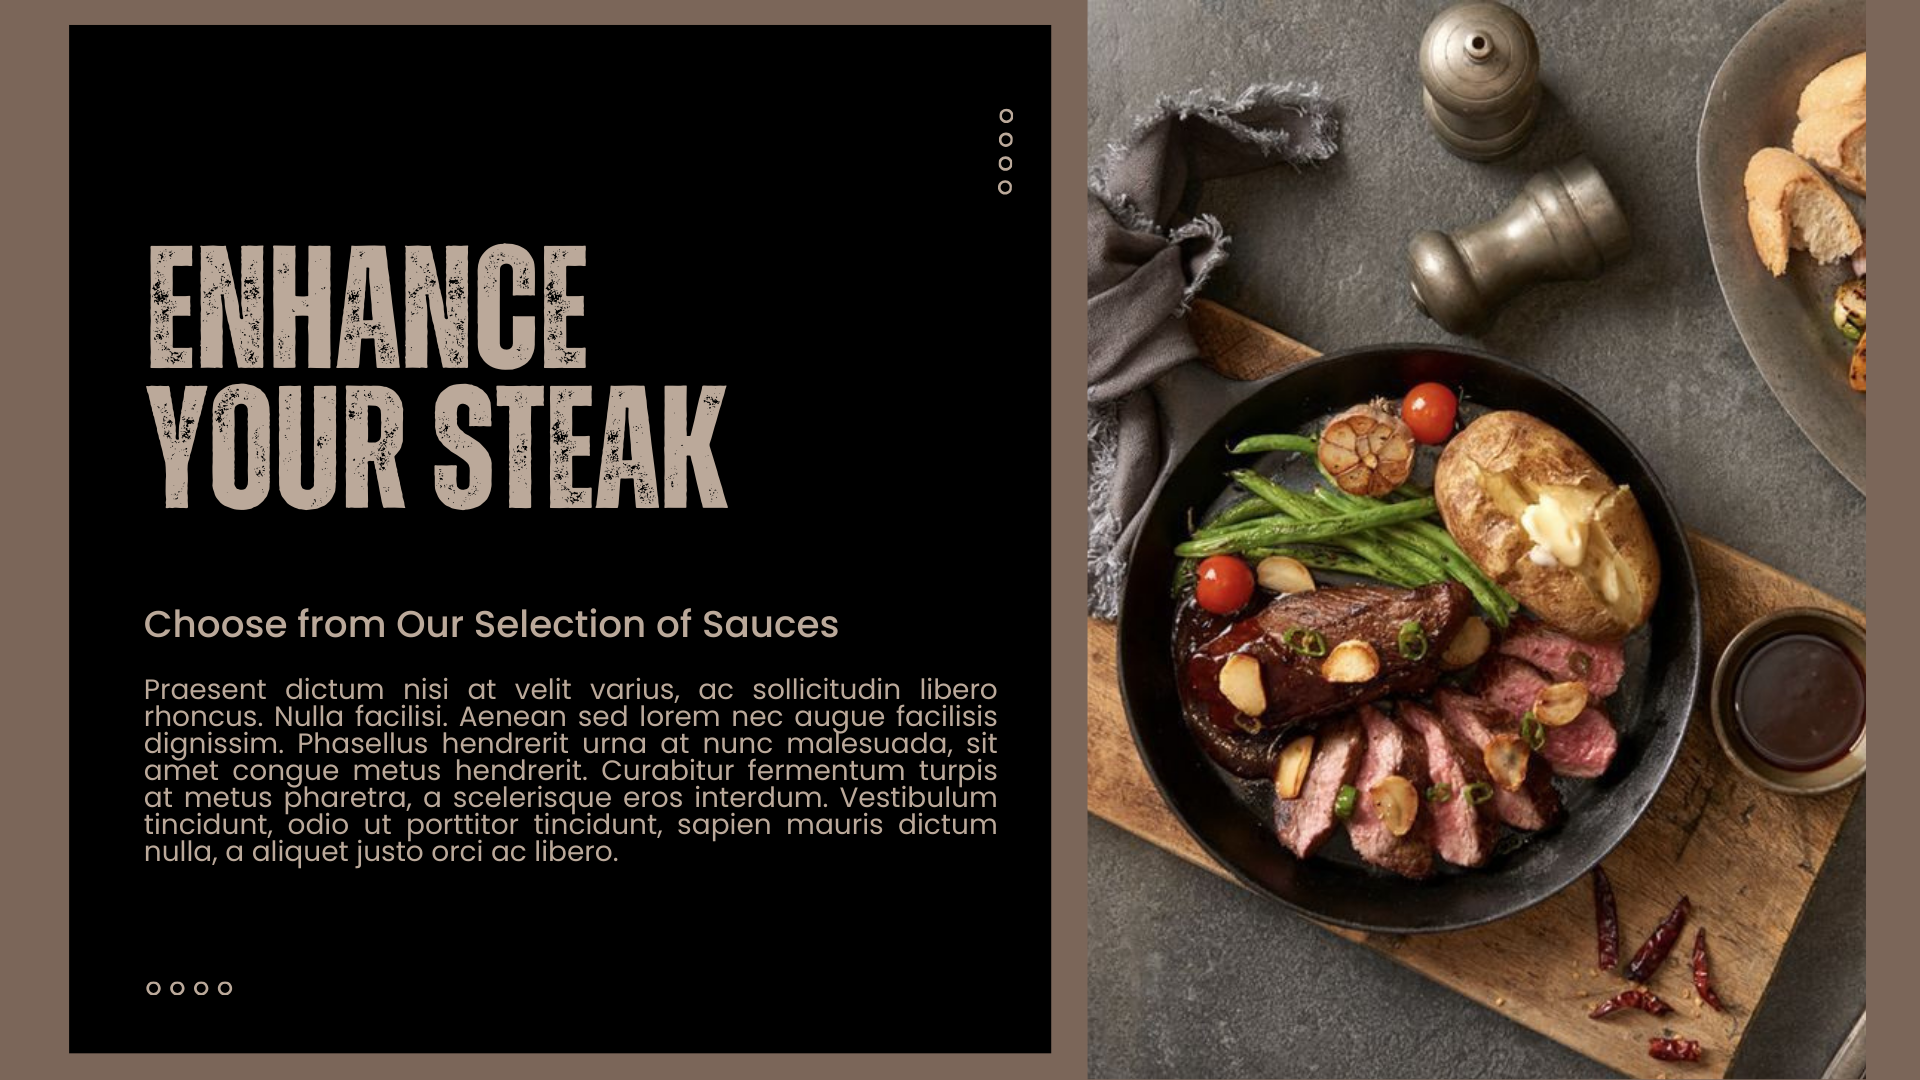 ENHANCE
YOUR STEAK
Choose from Our Selection of Sauces
Praesent dictum nisi at velit varius, ac sollicitudin libero
rhoncus. Nulla facilisi. Aenean sed lorem nec augue facilisis
dignissim. Phasellus hendrerit urna at nunc malesuada, sit
amet congue metus hendrerit. Curabitur fermentum turpis
at metus pharetra, a scelerisque eros interdum. Vestibulum
tincidunt, odio ut porttitor tincidunt, sapien mauris dictum
nulla, a aliquet justo orci ac libero.